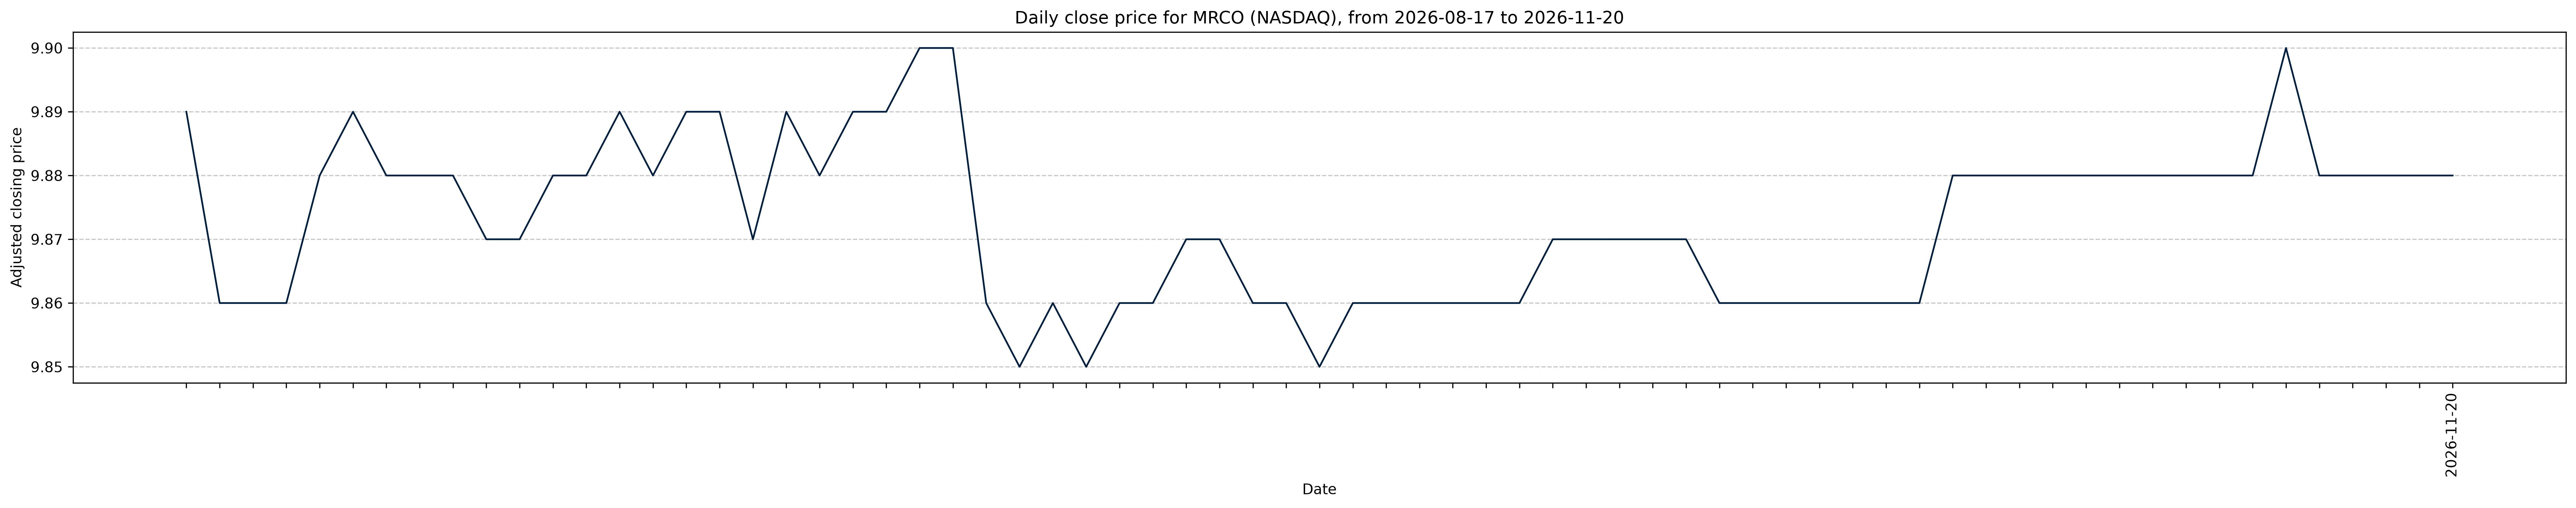 Daily close price for MRCO (NASDAQ), from 2026-08-17 to 2026-11-20
Adjusted closing price
9.90
9.89
9.88
9.87
9.86
9.85
2026-11-20
Date